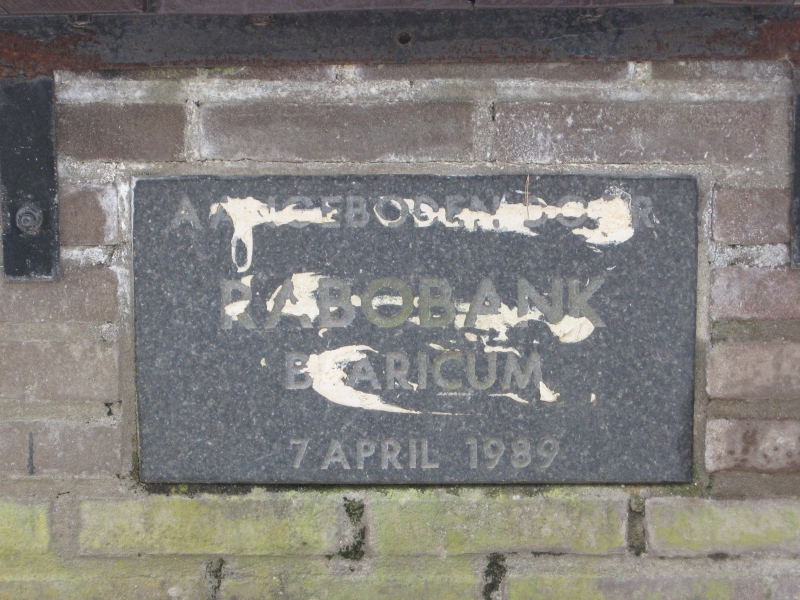 AANGEBODEN DOOR
RABOBANK
BLARICUM
7 APRIL 1989